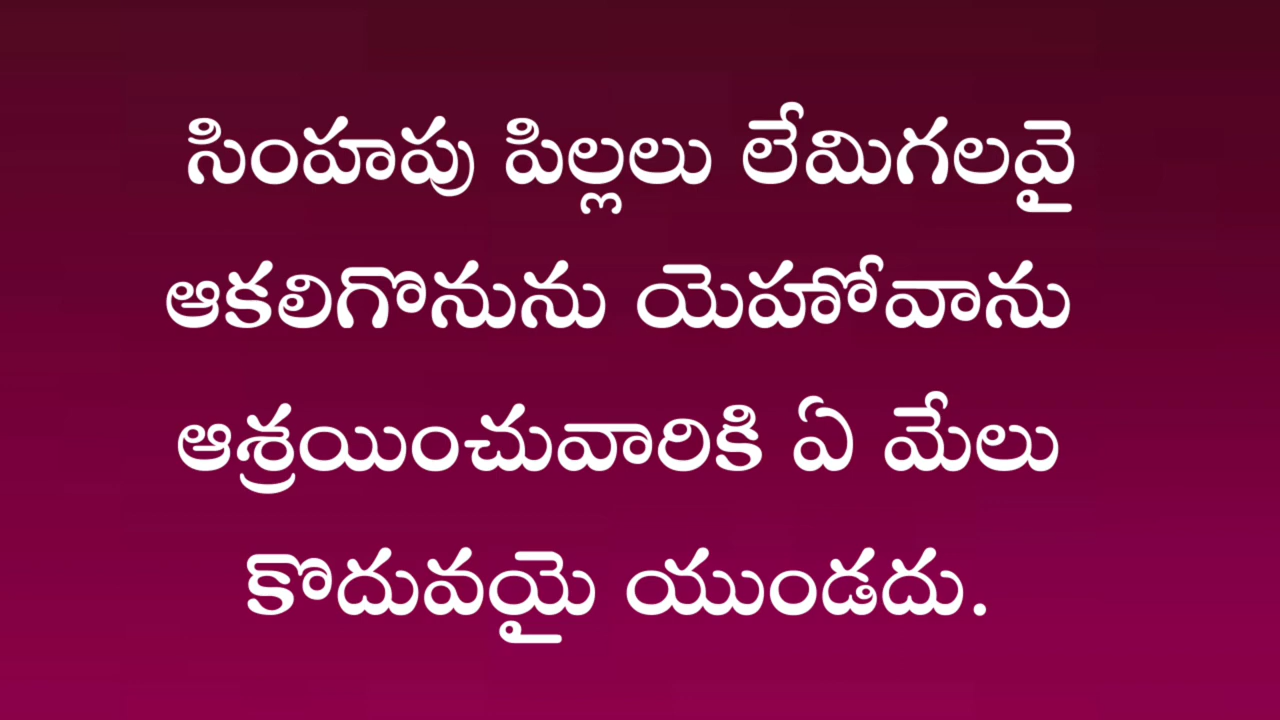 సింహపు పిల్లలు లేమిగలవై
ఆకలిగొనును యెహోవాను
ఆశ్రయించువారికి ఏ మేలు
కొదువయై యుండదు.